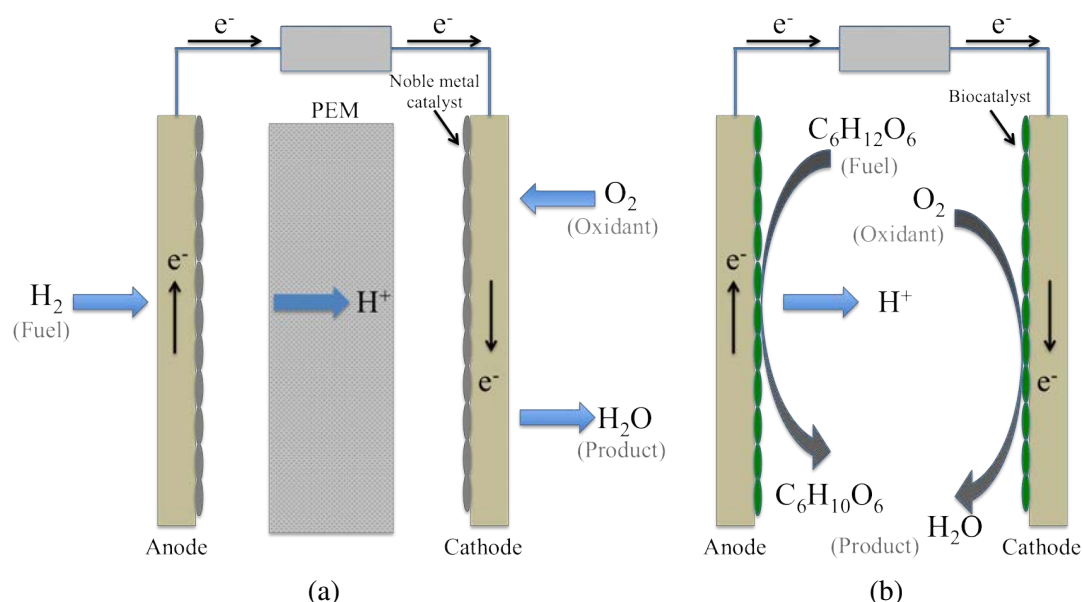 e⁻
e⁻
Noble metal
catalyst
PEM
O₂
(Oxidant)
e⁻
H₂
(Fuel)
H⁺
e⁻
H₂O
(Product)
Anode
Cathode
(a)
e⁻
e⁻
Biocatalyst
C₆H₁₂O₆
(Fuel)
O₂
(Oxidant)
e⁻
H⁺
e⁻
C₆H₁₀O₆
H₂O
(Product)
Anode
Cathode
(b)